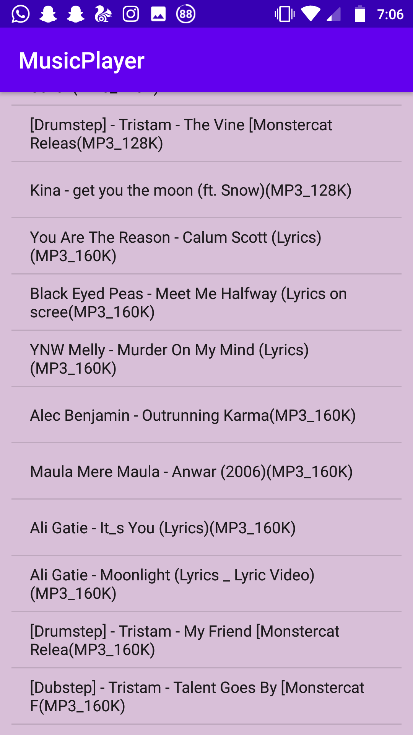 88
7:06
MusicPlayer
[Drumstep] - Tristam - The Vine [Monstercat
Releas(MP3_128K)
Kina - get you the moon (ft. Snow)(MP3_128K)
You Are The Reason - Calum Scott (Lyrics)
(MP3_160K)
Black Eyed Peas - Meet Me Halfway (Lyrics on
scree(MP3_160K)
YNW Melly - Murder On My Mind (Lyrics)
(MP3_160K)
Alec Benjamin - Outrunning Karma(MP3_160K)
Maula Mere Maula - Anwar (2006)(MP3_160K)
Ali Gatie - It_s You (Lyrics)(MP3_160K)
Ali Gatie - Moonlight (Lyrics _ Lyric Video)
(MP3_160K)
[Drumstep] - Tristam - My Friend [Monstercat
Relea(MP3_160K)
[Dubstep] - Tristam - Talent Goes By [Monstercat
F(MP3_160K)